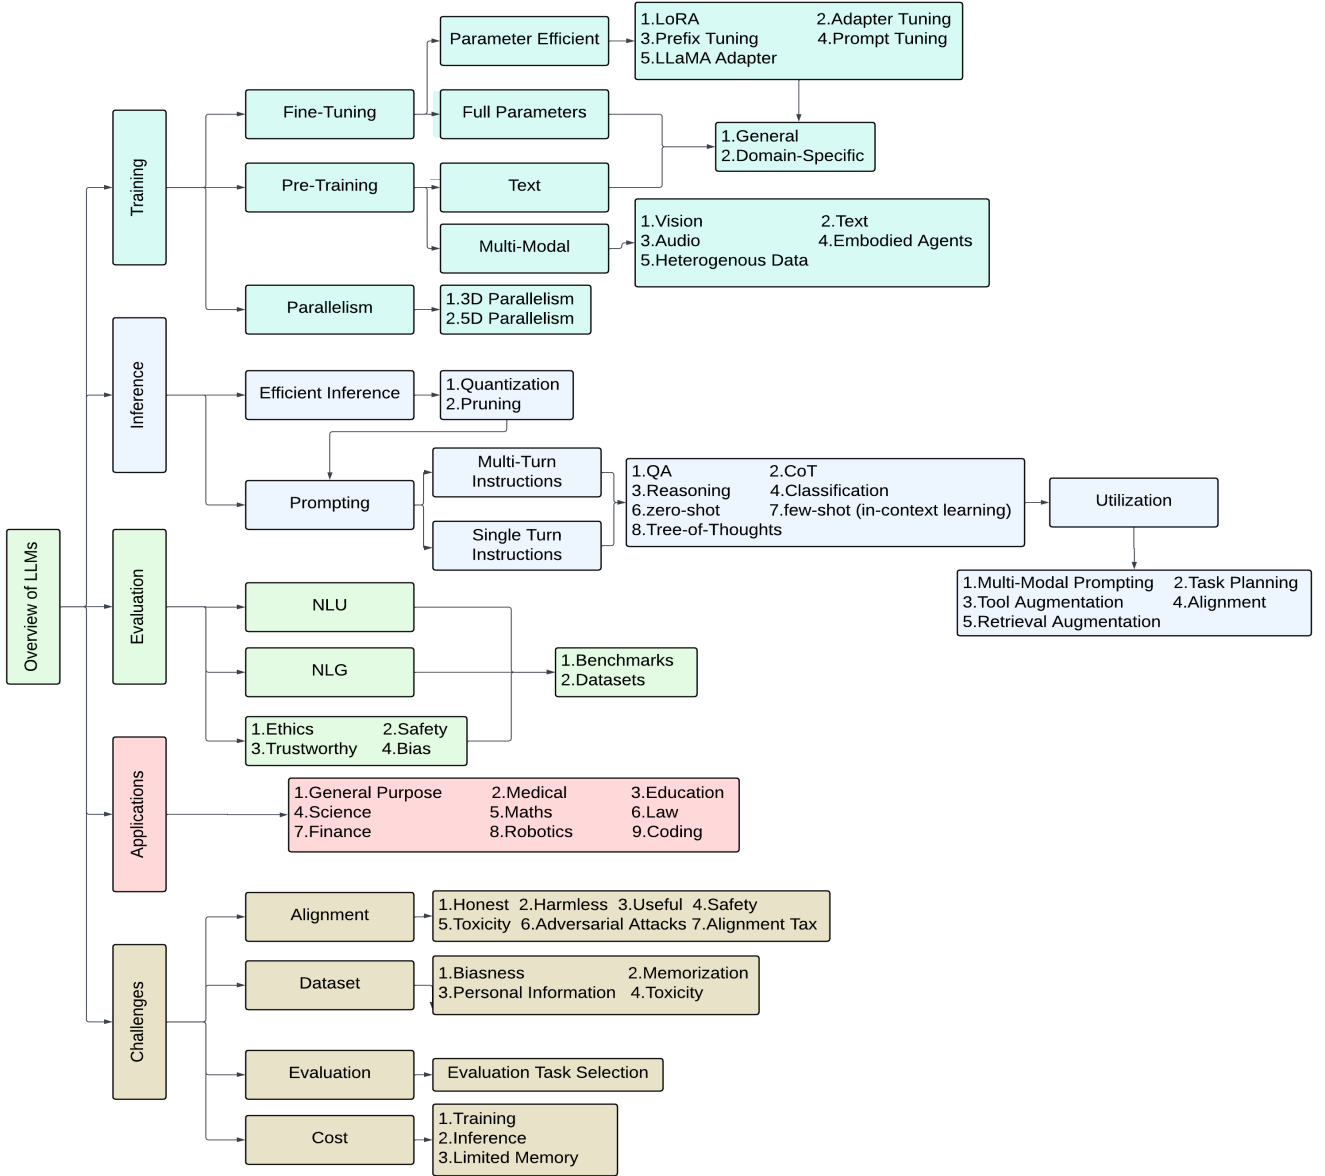 Overview of LLMs
Training
Fine-Tuning
Parameter Efficient
1.LoRA 2.Adapter Tuning
3.Prefix Tuning 4.Prompt Tuning
5.LLaMA Adapter
Full Parameters
1.General
2.Domain-Specific
Pre-Training
Text
Multi-Modal
1.Vision 2.Text
3.Audio 4.Embodied Agents
5.Heterogenous Data
Parallelism
1.3D Parallelism
2.5D Parallelism
Inference
Efficient Inference
1.Quantization
2.Pruning
Prompting
Multi-Turn
Instructions
Single Turn
Instructions
1.QA 2.CoT
3.Reasoning 4.Classification
6.zero-shot 7.few-shot (in-context learning)
8.Tree-of-Thoughts
Utilization
1.Multi-Modal Prompting 2.Task Planning
3.Tool Augmentation 4.Alignment
5.Retrieval Augmentation
Evaluation
NLU
NLG
1.Ethics 2.Safety
3.Trustworthy 4.Bias
1.Benchmarks
2.Datasets
Applications
1.General Purpose 2.Medical 3.Education
4.Science 5.Maths 6.Law
7.Finance 8.Robotics 9.Coding
Challenges
Alignment
1.Honest 2.Harmless 3.Useful 4.Safety
5.Toxicity 6.Adversarial Attacks 7.Alignment Tax
Dataset
1.Biasness 2.Memorization
3.Personal Information 4.Toxicity
Evaluation
Evaluation Task Selection
Cost
1.Training
2.Inference
3.Limited Memory